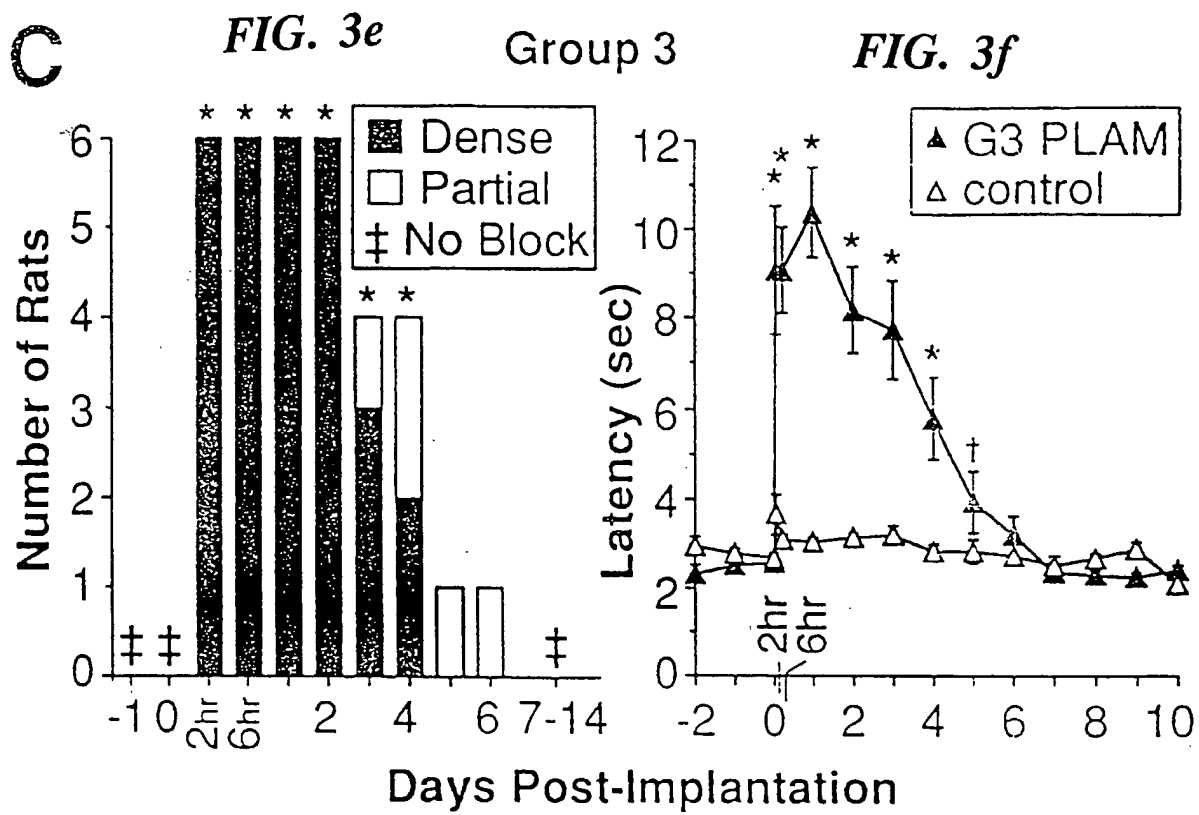 C
FIG. 3e
Group 3
FIG. 3f
* * * *
Dense
Partial
‡ No Block
* *
Number of Rats
6
5
4
3
2
1
0
‡ ‡ ‡
-1 0 2hr 6hr 2 4 6 7-14
G3 PLAM
control
* * * * * * †
Latency (sec)
12
10
8
6
4
2
0
2hr
6hr
-2 0 2 4 6 8 10
Days Post-Implantation